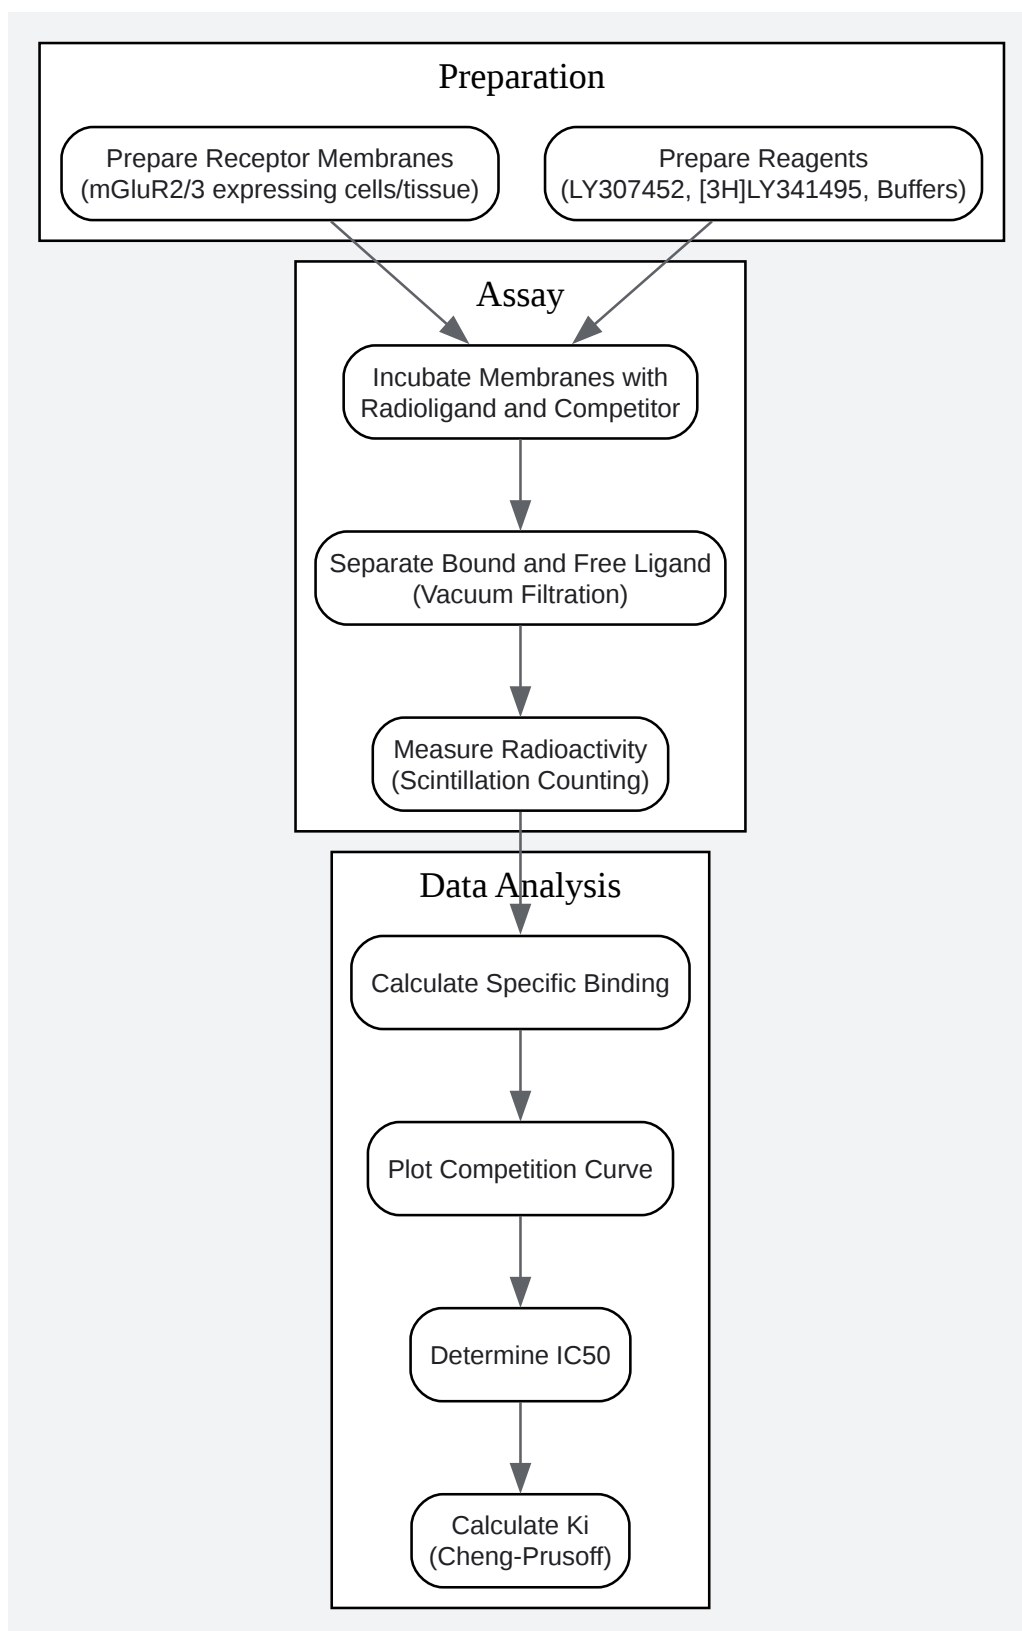 Preparation
Prepare Receptor Membranes
(mGluR2/3 expressing cells/tissue)
Prepare Reagents
(LY307452, [3H]LY341495, Buffers)
Assay
Incubate Membranes with
Radioligand and Competitor
Separate Bound and Free Ligand
(Vacuum Filtration)
Measure Radioactivity
(Scintillation Counting)
Data Analysis
Calculate Specific Binding
Plot Competition Curve
Determine IC50
Calculate Ki
(Cheng-Prusoff)